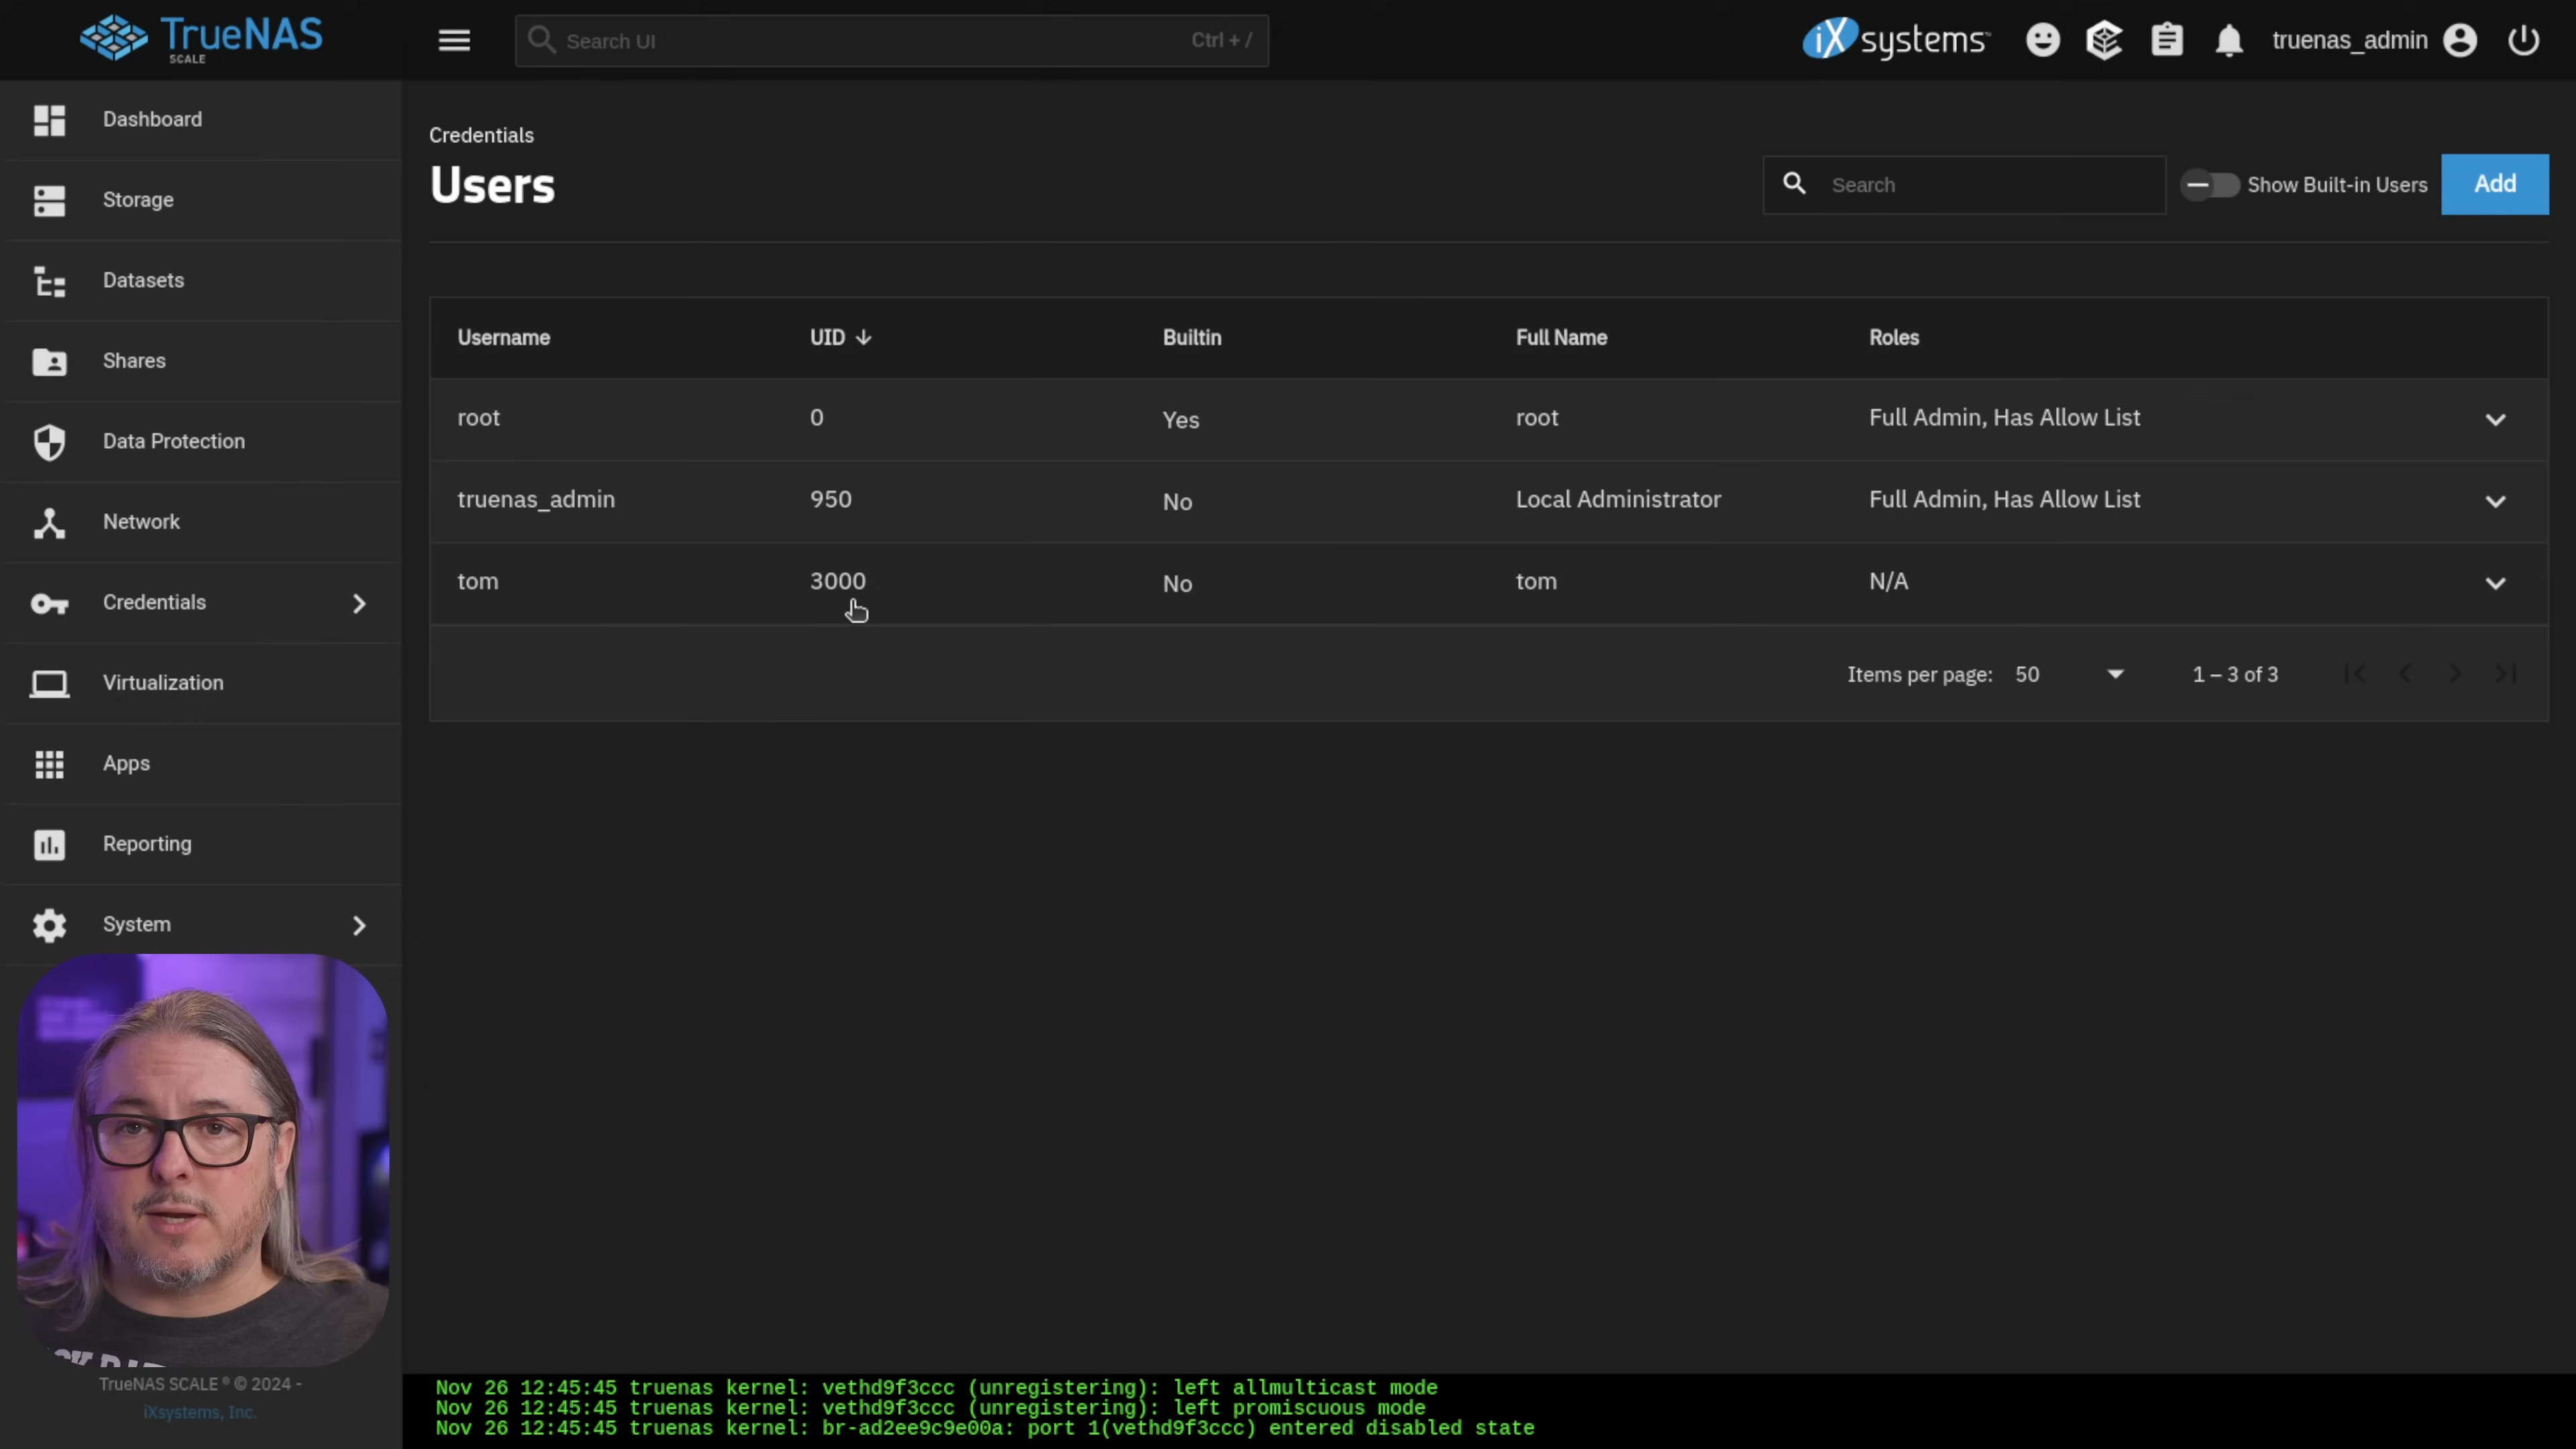 TrueNAS
SCALE
Search UI
Ctrl + /
iX systems™
truenas_admin
Dashboard
Storage
Datasets
Shares
Data Protection
Network
Credentials
Virtualization
Apps
Reporting
System
Credentials
Users
Search
Show Built-in Users
Add
Username UID Builtin Full Name Roles
root 0 Yes root Full Admin, Has Allow List
truenas_admin 950 No Local Administrator Full Admin, Has Allow List
tom 3000 No tom N/A
Items per page: 50 1 – 3 of 3
TrueNAS SCALE ® © 2024 -
iXsystems, Inc.
Nov 26 12:45:45 truenas kernel: vethd9f3ccc (unregistering): left allmulticast mode
Nov 26 12:45:45 truenas kernel: vethd9f3ccc (unregistering): left promiscuous mode
Nov 26 12:45:45 truenas kernel: br-ad2ee9c9e00a: port 1(vethd9f3ccc) entered disabled state